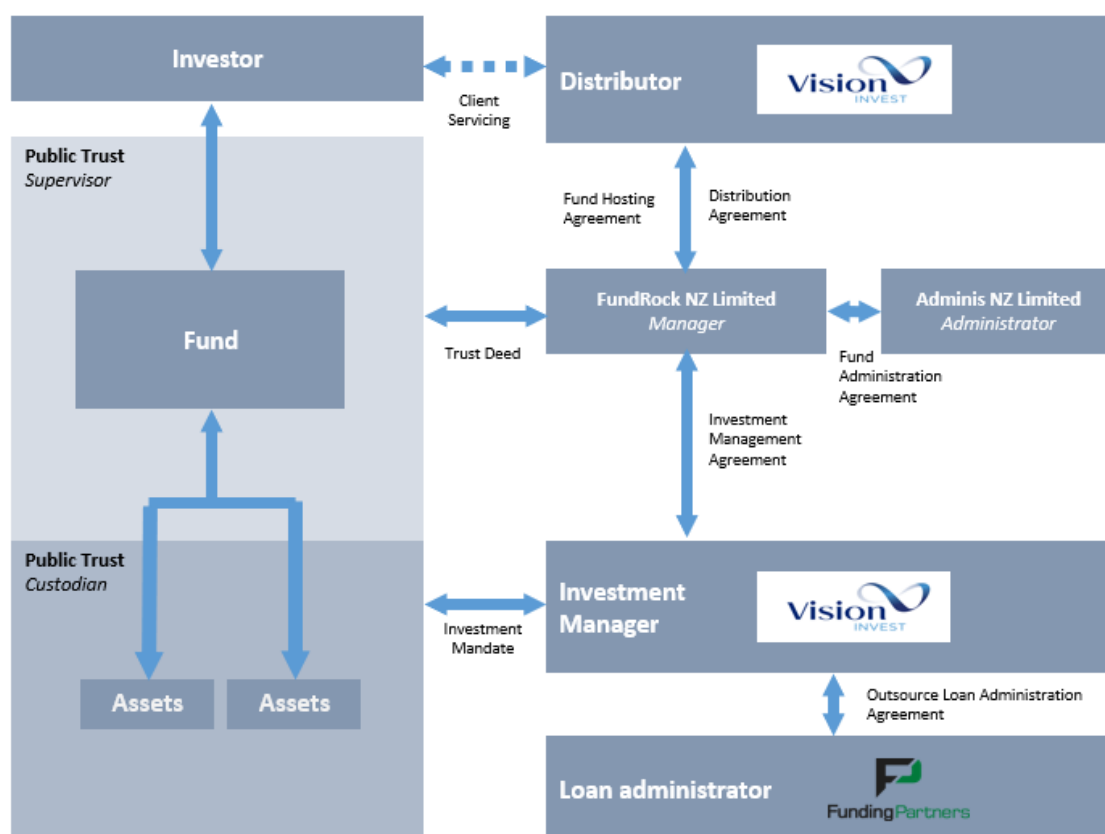 Investor
Client
Servicing
Distributor
Vision
INVEST
Public Trust
Supervisor
Fund Hosting
Agreement
Distribution
Agreement
Fund
Trust Deed
FundRock NZ Limited
Manager
Adminis NZ Limited
Administrator
Fund
Administration
Agreement
Investment
Management
Agreement
Public Trust
Custodian
Investment
Mandate
Investment
Manager
Vision
INVEST
Assets
Assets
Outsource Loan Administration
Agreement
Loan administrator
FundingPartners